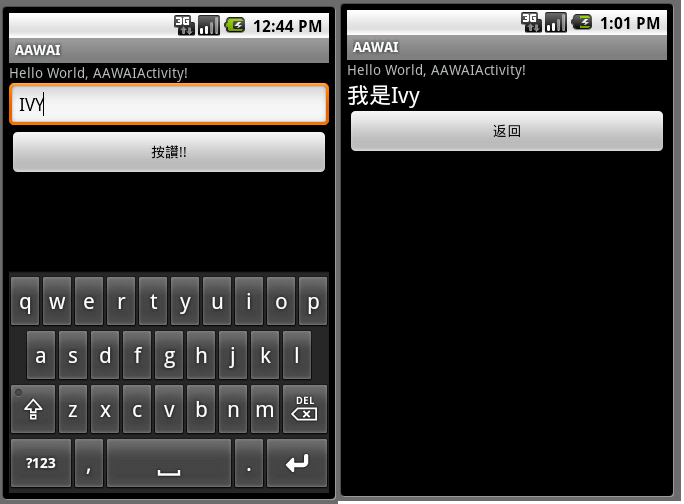 3G 12:44 PM
AAWAI
Hello World, AAWAIActivity!
IVY
按讚!!
q w e r t y u i o p
a s d f g h j k l
z x c v b n m DEL
?123 , .
3G 1:01 PM
AAWAI
Hello World, AAWAIActivity!
我是Ivy
返回